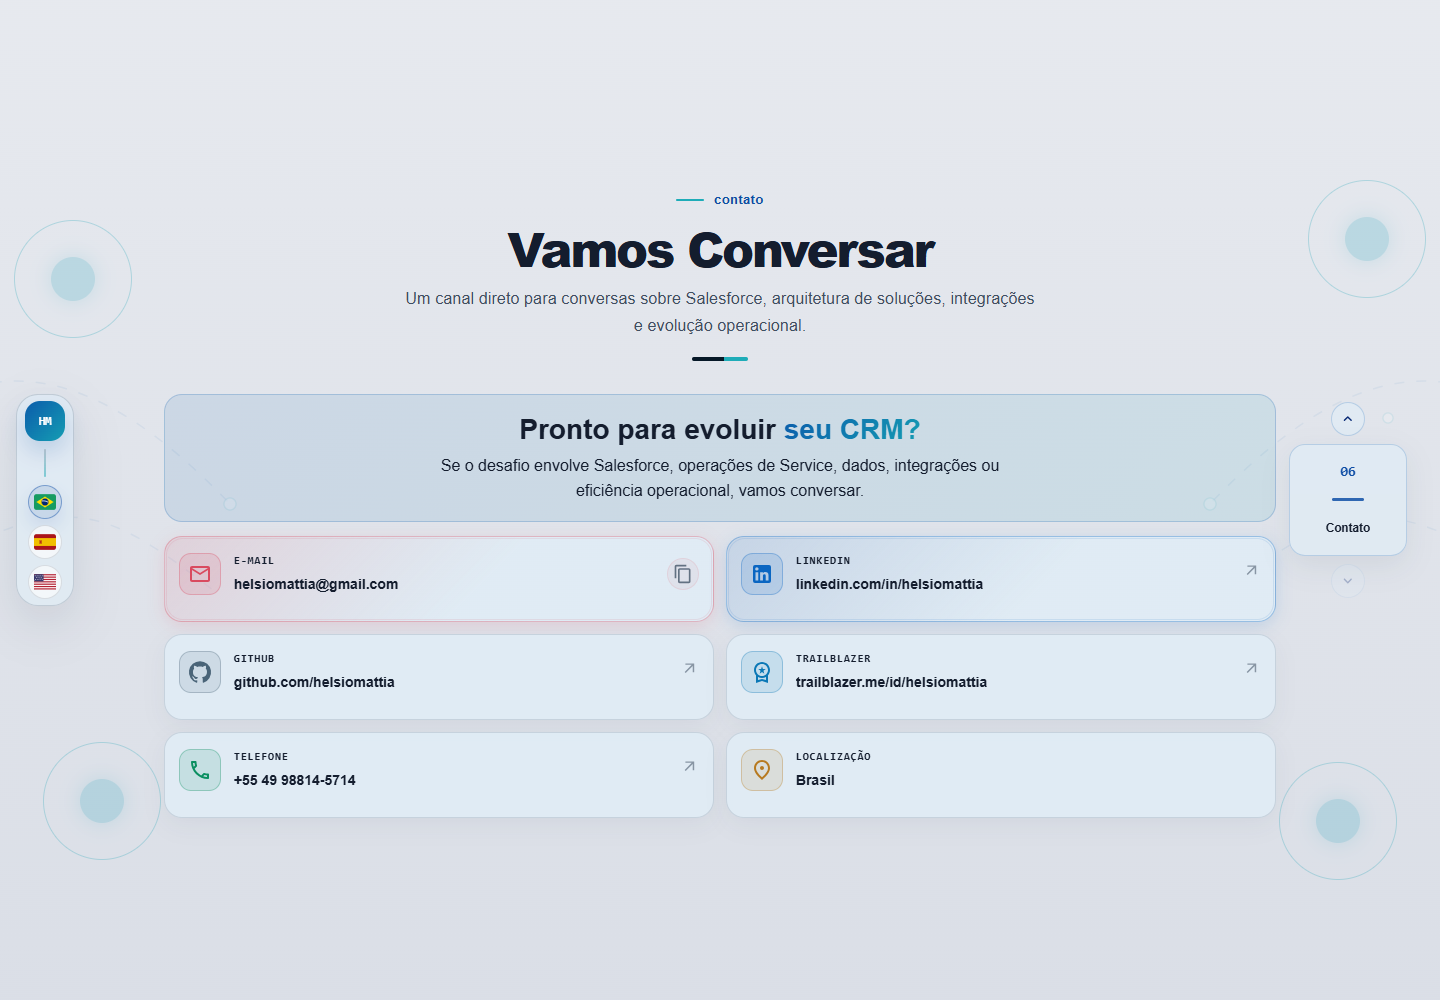 contato
Vamos Conversar
Um canal direto para conversas sobre Salesforce, arquitetura de soluções, integrações
e evolução operacional.
HM
Pronto para evoluir seu CRM?
Se o desafio envolve Salesforce, operações de Service, dados, integrações ou
eficiência operacional, vamos conversar.
06
Contato
E-MAIL
helsiomattia@gmail.com
LINKEDIN
linkedin.com/in/helsiomattia
GITHUB
github.com/helsiomattia
TRAILBLAZER
trailblazer.me/id/helsiomattia
TELEFONE
+55 49 98814-5714
LOCALIZAÇÃO
Brasil